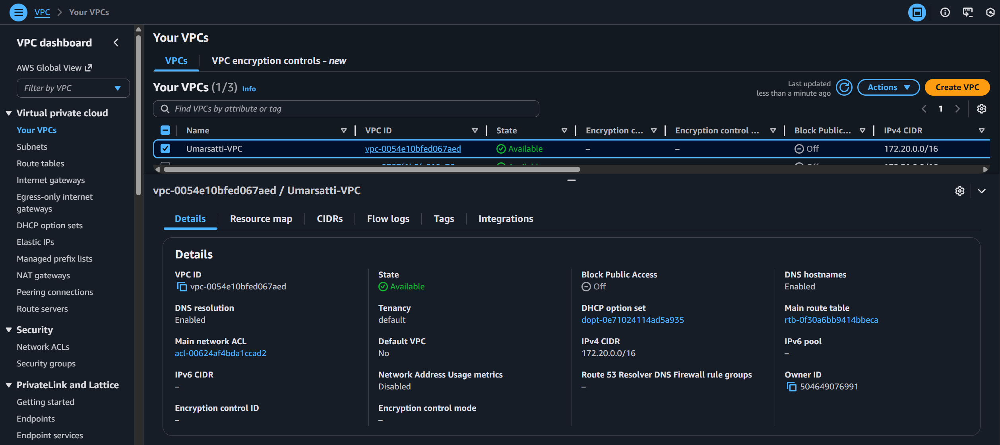 VPC
Your VPCs
VPC dashboard
AWS Global View
Filter by VPC
Virtual private cloud
Your VPCs
Subnets
Route tables
Internet gateways
Egress-only internet
gateways
DHCP option sets
Elastic IPs
Managed prefix lists
NAT gateways
Peering connections
Route servers
Security
Network ACLs
Security groups
PrivateLink and Lattice
Getting started
Endpoints
Endpoint services
Your VPCs
VPCs
VPC encryption controls - new
Your VPCs (1/3) Info
Last updated
less than a minute ago
Actions
Create VPC
Find VPCs by attribute or tag
1
Name VPC ID State Encryption c... Encryption control ... Block Public... IPv4 CIDR
Umarsatti-VPC vpc-0054e10bfed067aed Available – – Off 172.20.0.0/16
vpc-0054e10bfed067aed / Umarsatti-VPC
Details Resource map CIDRs Flow logs Tags Integrations
Details
VPC ID
vpc-0054e10bfed067aed
State
Available
Block Public Access
Off
DNS hostnames
Enabled
DNS resolution
Enabled
Tenancy
default
DHCP option set
dopt-0e71024114ad5a935
Main route table
rtb-0f30a6bb9414bbeca
Main network ACL
acl-00624af4bda1ccad2
Default VPC
No
IPv4 CIDR
172.20.0.0/16
IPv6 pool
–
IPv6 CIDR
–
Network Address Usage metrics
Disabled
Route 53 Resolver DNS Firewall rule groups
–
Owner ID
504649076991
Encryption control ID
–
Encryption control mode
–